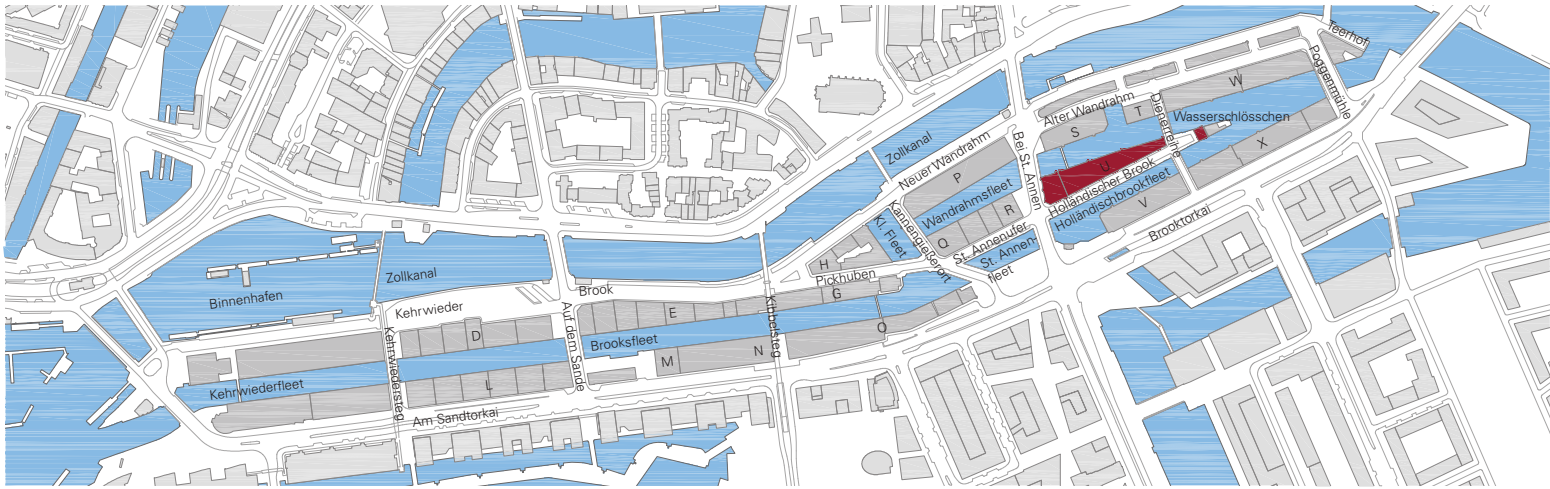 Teerhof
Poggenmühle
W
Alter Wandrahm
T
Dienerreihe
Wasserschlösschen
S
X
Zollkanal
Neuer Wandrahm
Bei St. Annen
U
Holländischer Brook
Holländischbrookfleet
P
Wandrahmsfleet
V
Kannengießerort
R
Brooktorkai
Kl. Fleet
Q
St. Annenufer
St. Annen-
fleet
H
Pickhuben
Zollkanal
Binnenhafen
Brook
G
Kehrwieder
Auf dem Sande
E
Kibbelsteg
O
Kehrwiedersteg
D
Brooksfleet
M
N
Kehrwiederfleet
L
Am Sandtorkai